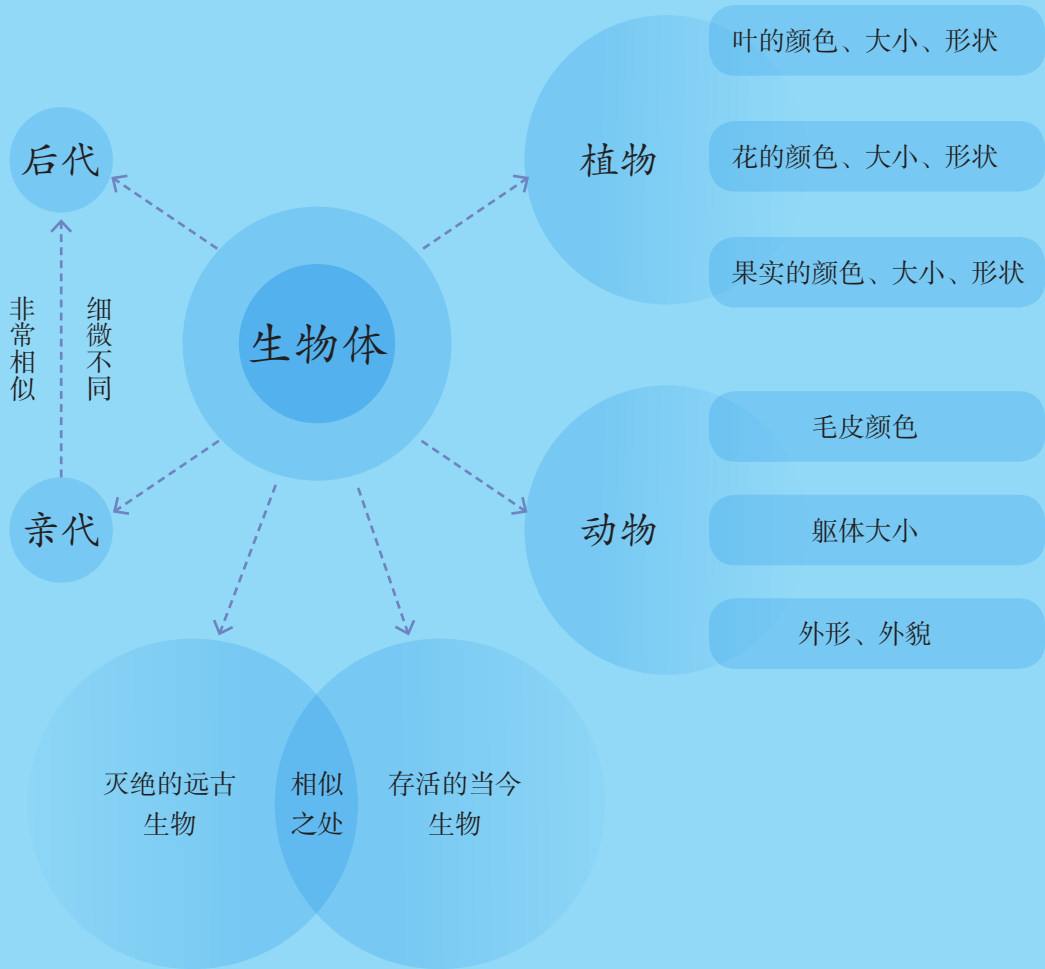 叶的颜色、大小、形状
后代
植物
花的颜色、大小、形状
果实的颜色、大小、形状
非常相似
细微不同
生物体
毛皮颜色
亲代
动物
躯体大小
外形、外貌
灭绝的远古
生物
相似
之处
存活的当今
生物